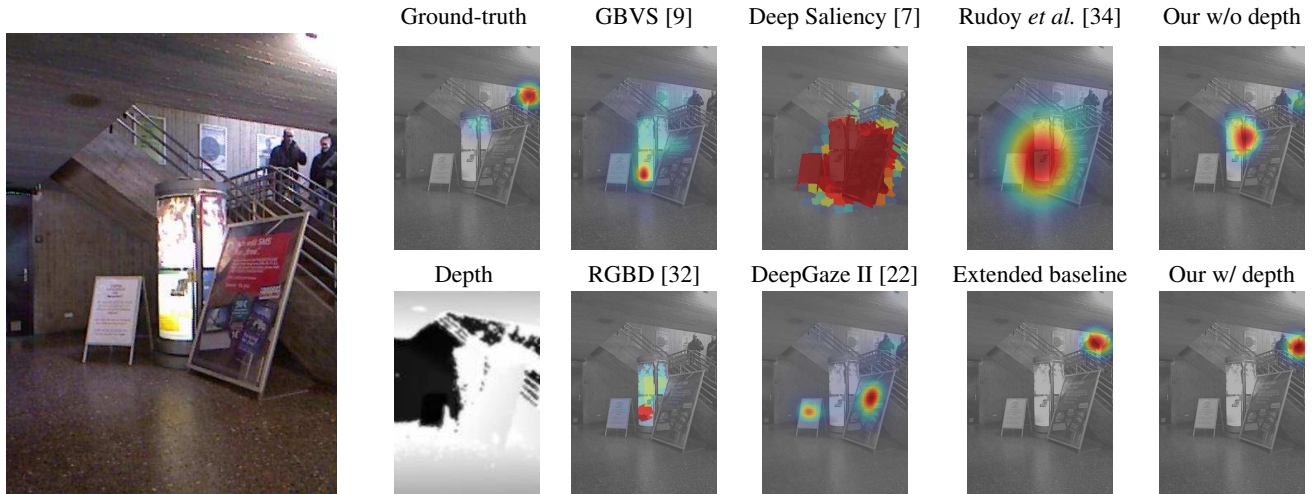 Ground-truth
GBVS [9]
Deep Saliency [7]
Rudoy et al. [34]
Our w/o depth
Depth
RGBD [32]
DeepGaze II [22]
Extended baseline
Our w/ depth
SMS